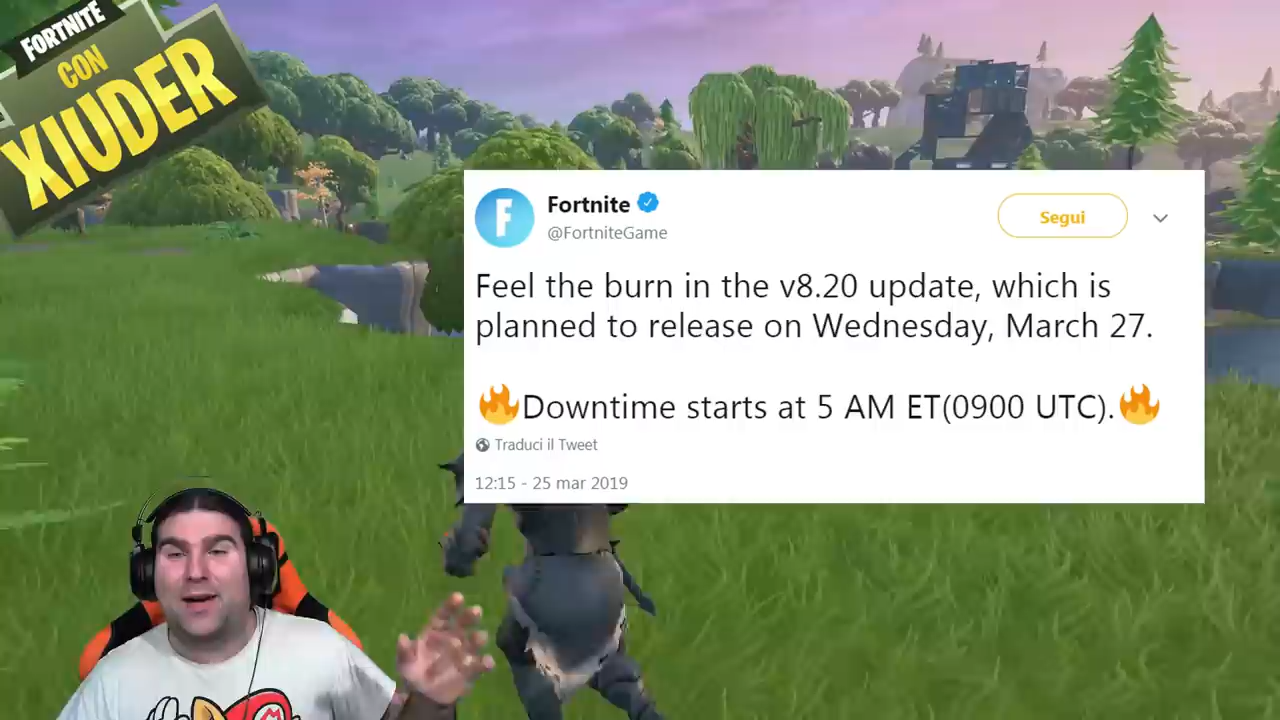 FORTNITE
CON
XIUDER
Fortnite
@FortniteGame
Segui
Feel the burn in the v8.20 update, which is
planned to release on Wednesday, March 27.
🔥Downtime starts at 5 AM ET(0900 UTC).🔥
Traduci il Tweet
12:15 - 25 mar 2019